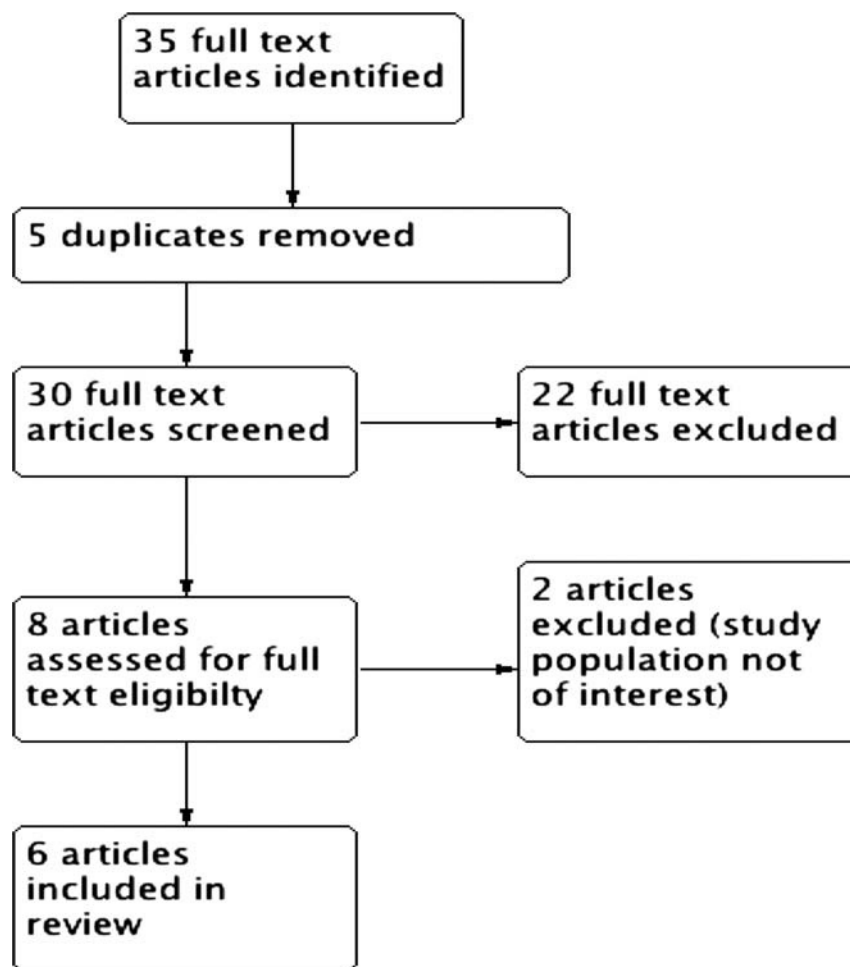 35 full text
articles identified
5 duplicates removed
30 full text
articles screened
22 full text
articles excluded
8 articles
assessed for full
text eligibilty
2 articles
excluded (study
population not
of interest)
6 articles
included in
review